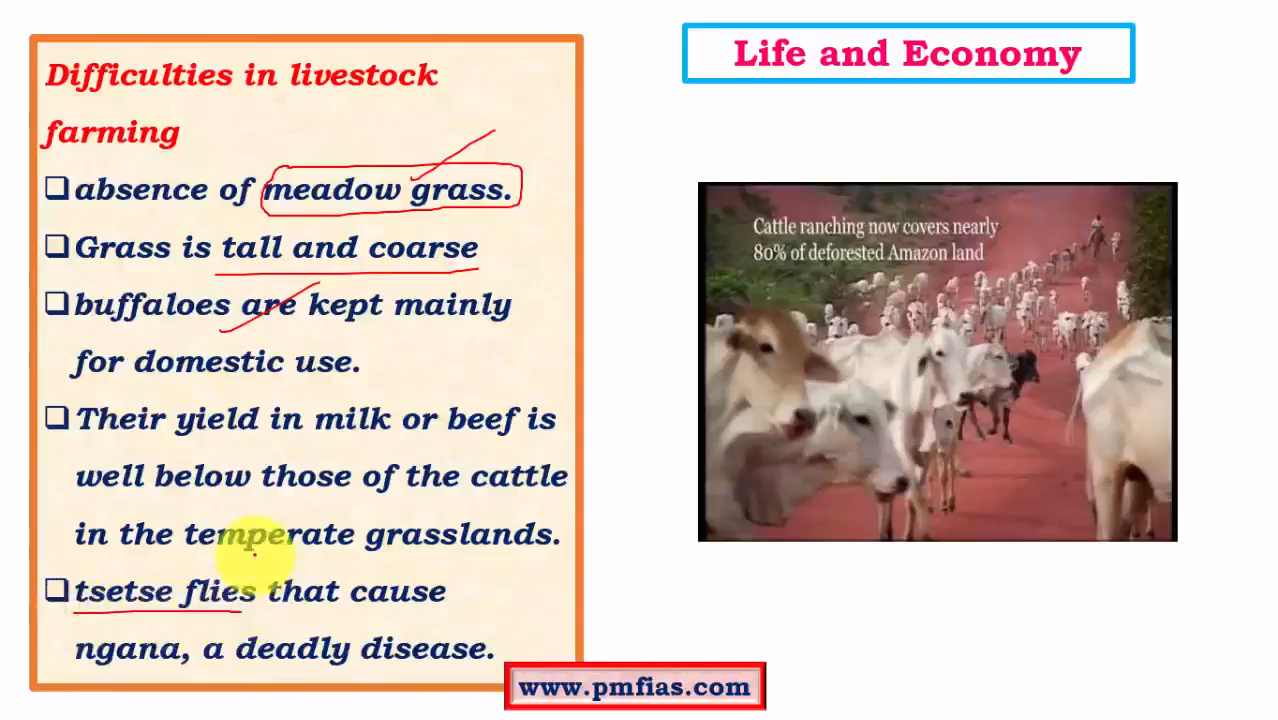 Life and Economy
Difficulties in livestock
farming
❑absence of meadow grass.
❑Grass is tall and coarse
❑buffaloes are kept mainly
for domestic use.
❑Their yield in milk or beef is
well below those of the cattle
in the temperate grasslands.
❑tsetse flies that cause
ngana, a deadly disease.
Cattle ranching now covers nearly
80% of deforested Amazon land
www.pmfias.com